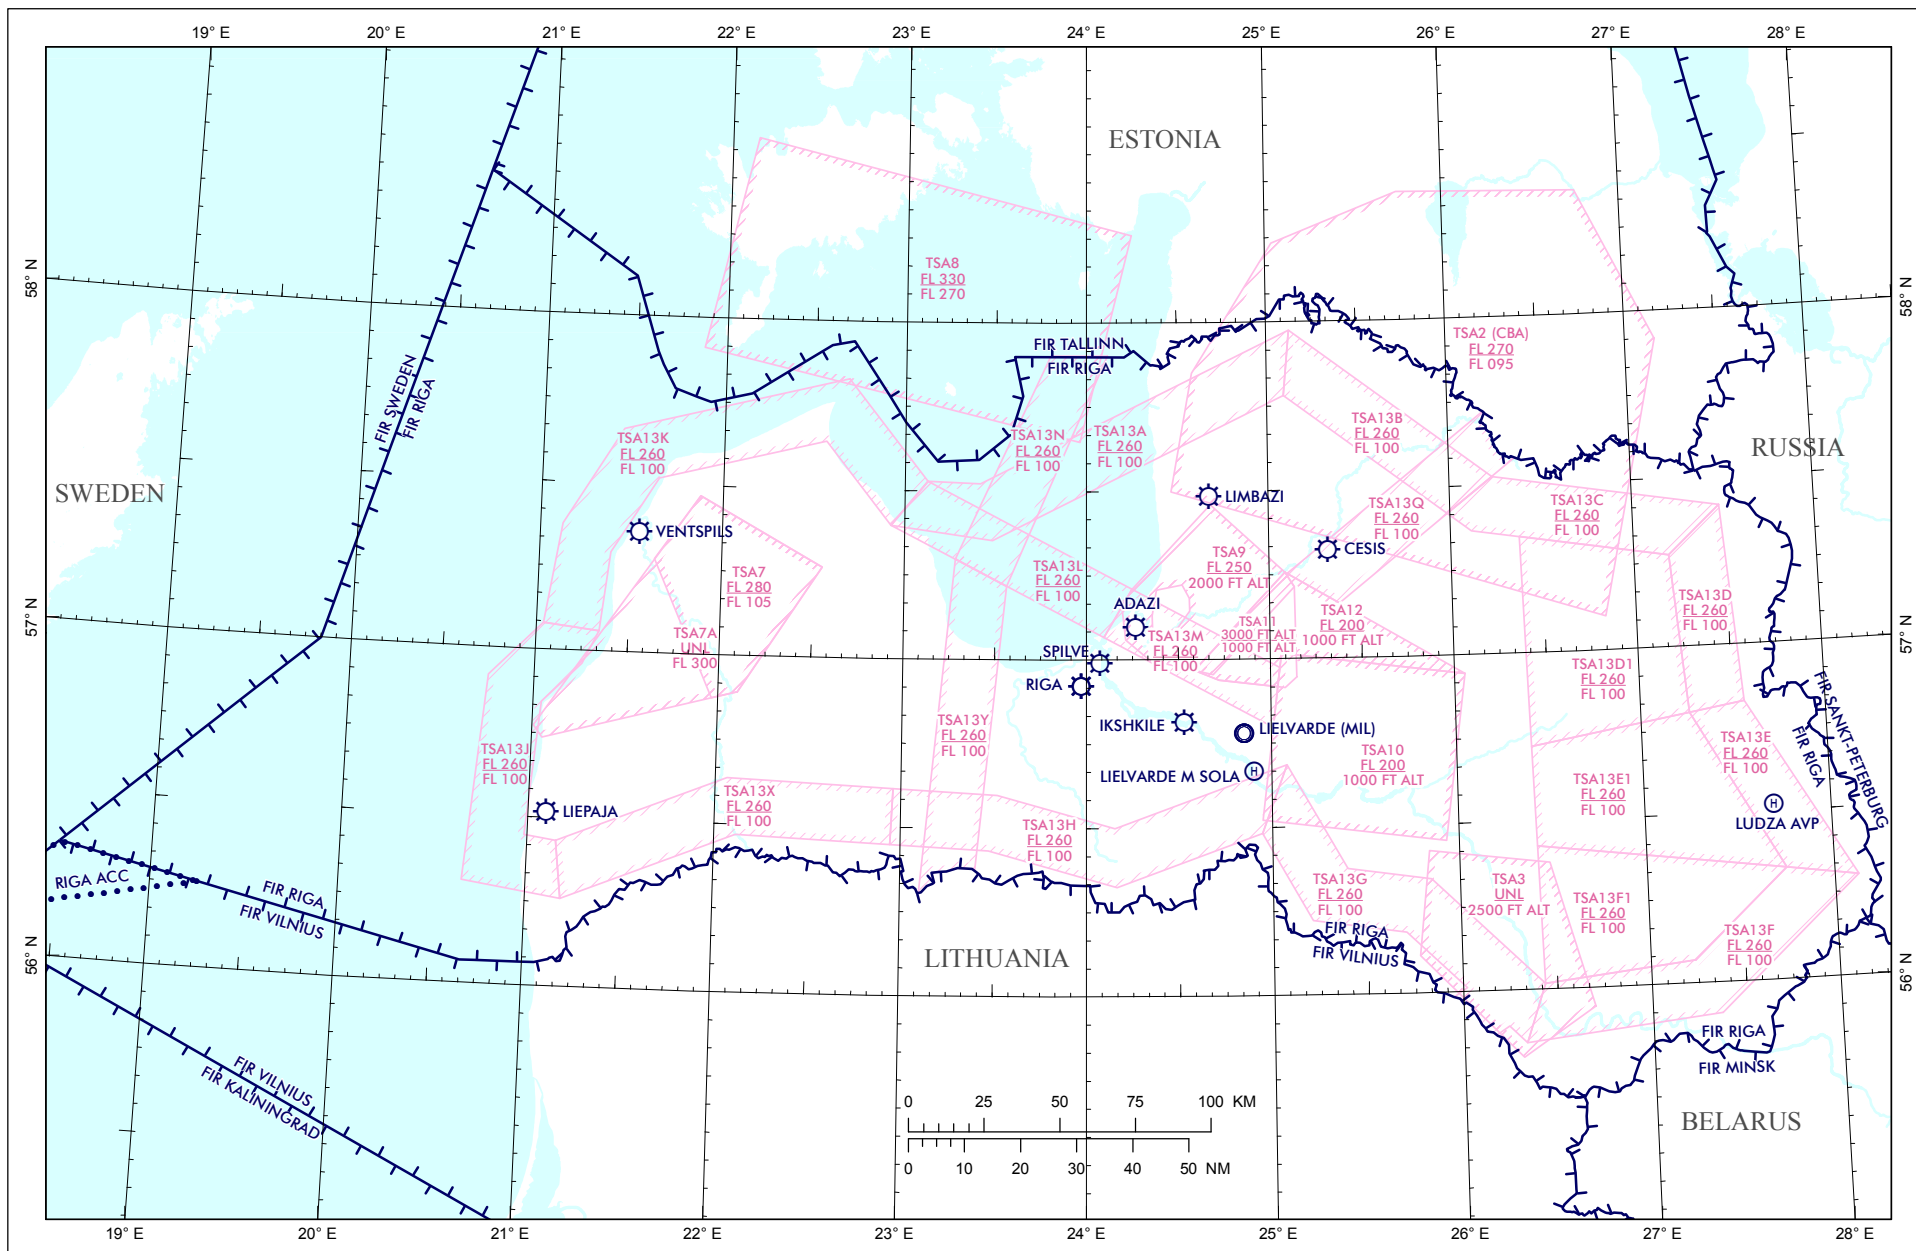 19° E
20° E
21° E
22° E
23° E
24° E
25° E
26° E
27° E
28° E
ESTONIA
58° N
58° N
TSA8
FL 330
FL 270
TSA2 (CBA)
FL 270
FL 095
FIR TALLINN
FIR RIGA
FIR SWEDEN
FIR RIGA
TSA13K
FL 260
FL 100
TSA13N
FL 260
FL 100
TSA13A
FL 260
FL 100
TSA13B
FL 260
FL 100
RUSSIA
SWEDEN
LIMBAZI
TSA13Q
FL 260
FL 100
TSA13C
FL 260
FL 100
VENTSPILS
CESIS
TSA7
FL 280
FL 105
TSA13L
FL 260
FL 100
TSA9
FL 250
2000 FT ALT
57° N
57° N
ADAZI
TSA11
3000 FT ALT
1000 FT ALT
TSA12
FL 200
1000 FT ALT
TSA13D
FL 260
FL 100
TSA7A
UNL
FL 300
SPILVE
TSA13M
FL 260
FL 100
RIGA
TSA13D1
FL 260
FL 100
FIR SANKT-PETERBURG
FIR RIGA
TSA13Y
FL 260
FL 100
IKSHKILE
LIELVARDE (MIL)
TSA13J
FL 260
FL 100
LIELVARDE M SOLA
H
TSA10
FL 200
1000 FT ALT
TSA13E
FL 260
FL 100
TSA13E1
FL 260
FL 100
H
LUDZA AVP
LIEPAJA
TSA13X
FL 260
FL 100
TSA13H
FL 260
FL 100
RIGA ACC
FIR RIGA
FIR VILNIUS
TSA13G
FL 260
FL 100
TSA3
UNL
2500 FT ALT
TSA13F1
FL 260
FL 100
TSA13F
FL 260
FL 100
FIR RIGA
FIR VILNIUS
56° N
56° N
LITHUANIA
FIR VILNIUS
FIR KALININGRAD
FIR RIGA
FIR MINSK
BELARUS
0 25 50 75 100 KM
0 10 20 30 40 50 NM
19° E
20° E
21° E
22° E
23° E
24° E
25° E
26° E
27° E
28° E